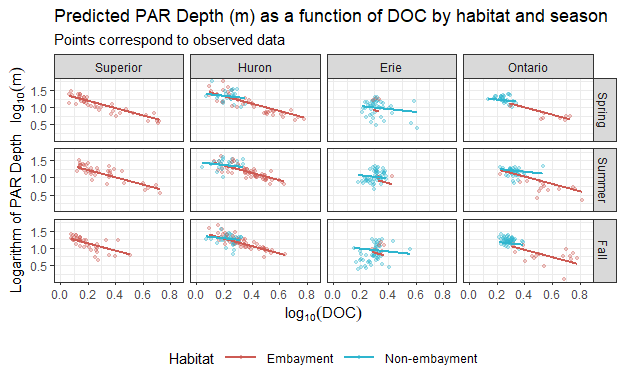 Predicted PAR Depth (m) as a function of DOC by habitat and season
Points correspond to observed data
Superior Huron Erie Ontario
Logarithm of PAR Depth log10(m)
1.5
1.0
0.5
Spring
1.5
1.0
0.5
Summer
1.5
1.0
0.5
Fall
0.0 0.2 0.4 0.6 0.8 0.0 0.2 0.4 0.6 0.8 0.0 0.2 0.4 0.6 0.8 0.0 0.2 0.4 0.6 0.8
log10(DOC)
Habitat Embayment Non-embayment